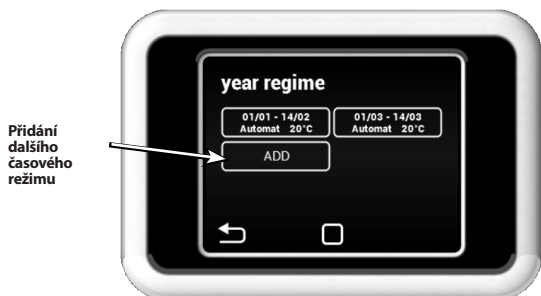 year regime
01/01 - 14/02
Automat 20°C
01/03 - 14/03
Automat 20°C
ADD
Přidání
dalšího
časového
režimu